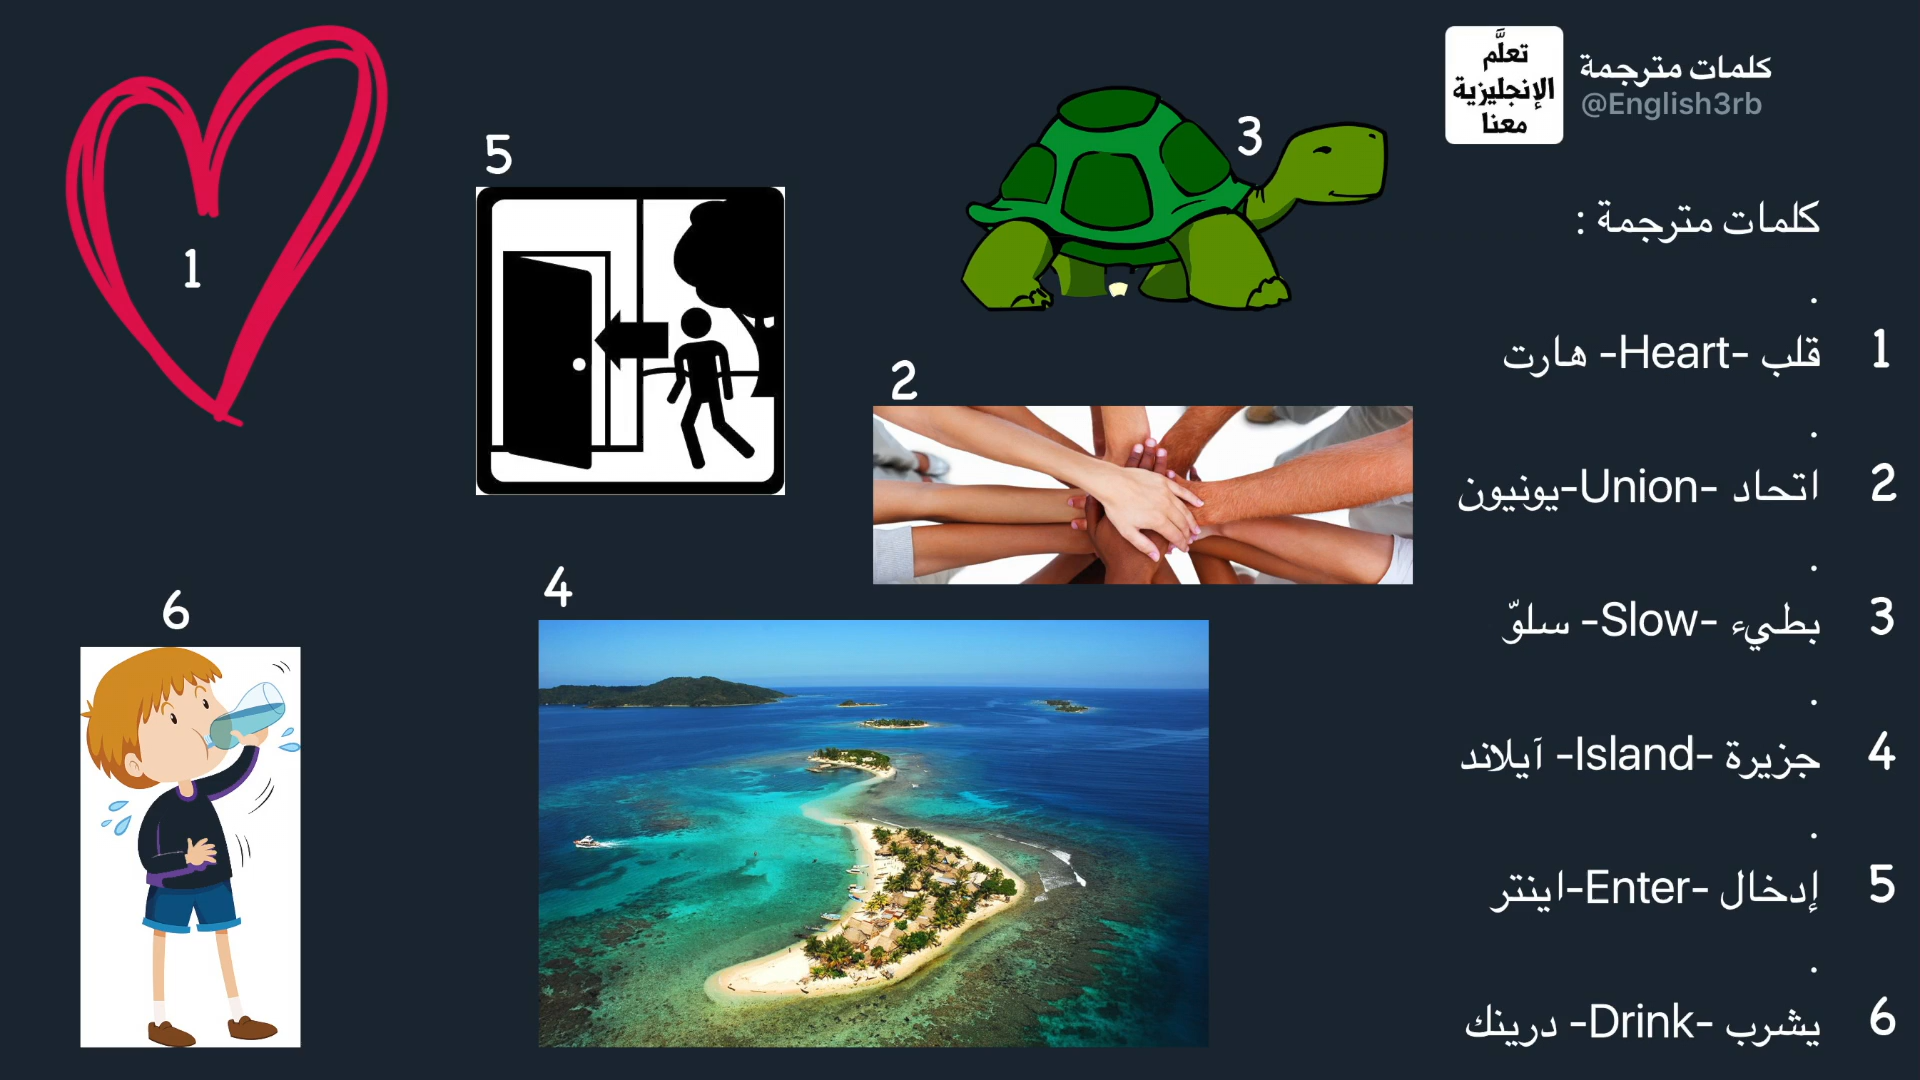 1
5
3
2
6
4
تعلَّم
الإنجليزية
معنا
كلمات مترجمة
@English3rb
كلمات مترجمة :
.
قلب -Heart- هارت 1
.
اتحاد -Union-يونيون 2
.
بطيء -Slow- سلوّ 3
.
جزيرة -Island- آيلاند 4
.
إدخال -Enter-اينتر 5
.
يشرب -Drink- درينك 6